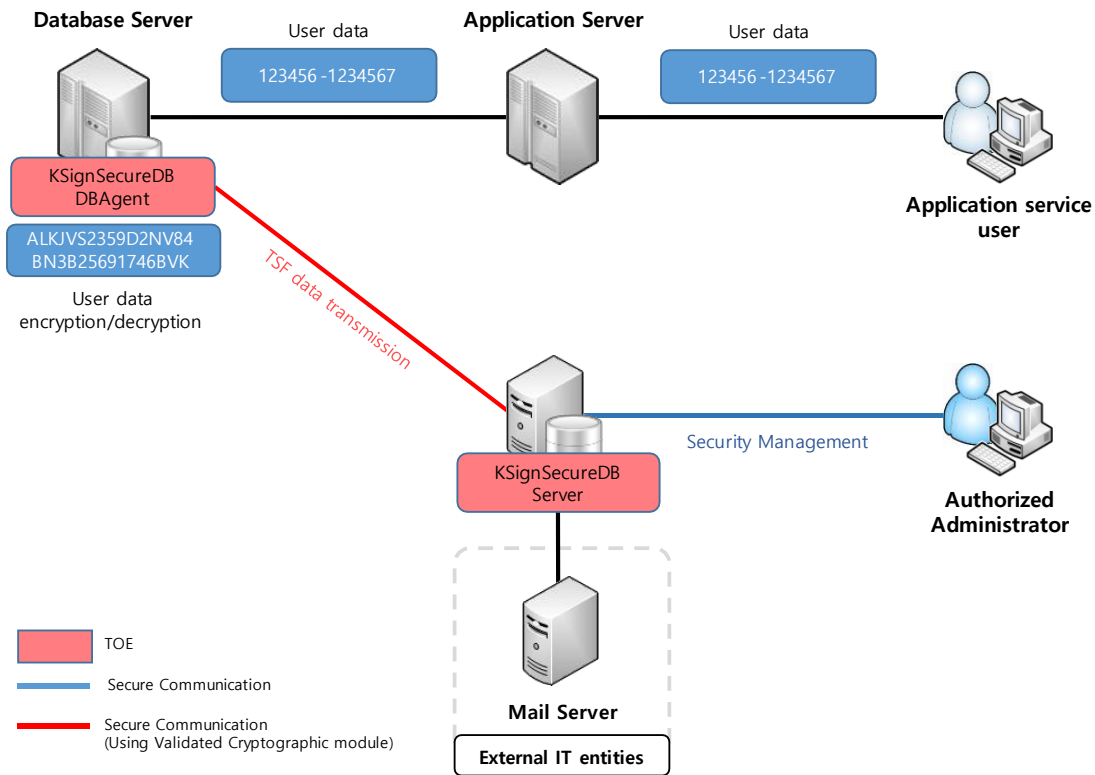 Database Server
Application Server
User data
User data
123456 -1234567
123456 -1234567
KSignSecureDB
DBAgent
ALKJVS2359D2NV84
BN3B25691746BVK
User data
encryption/decryption
Application service
user
TSF data transmission
Security Management
KSignSecureDB
Server
Authorized
Administrator
TOE
Secure Communication
Secure Communication
(Using Validated Cryptographic module)
Mail Server
External IT entities